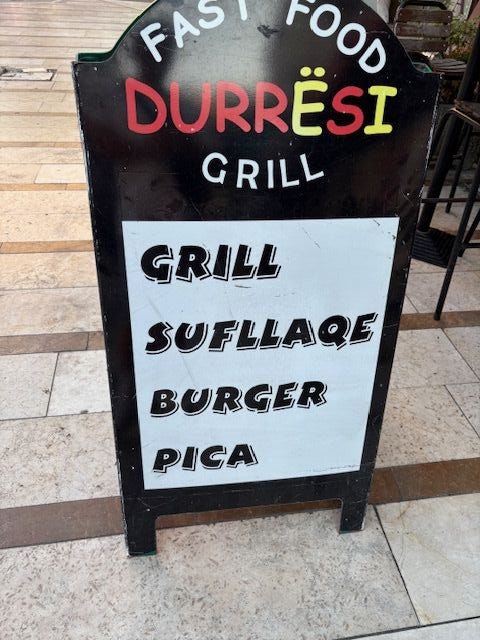 FAST FOOD
DURRËSI
GRILL
GRILL
SUFLLAQE
BURGER
PICA